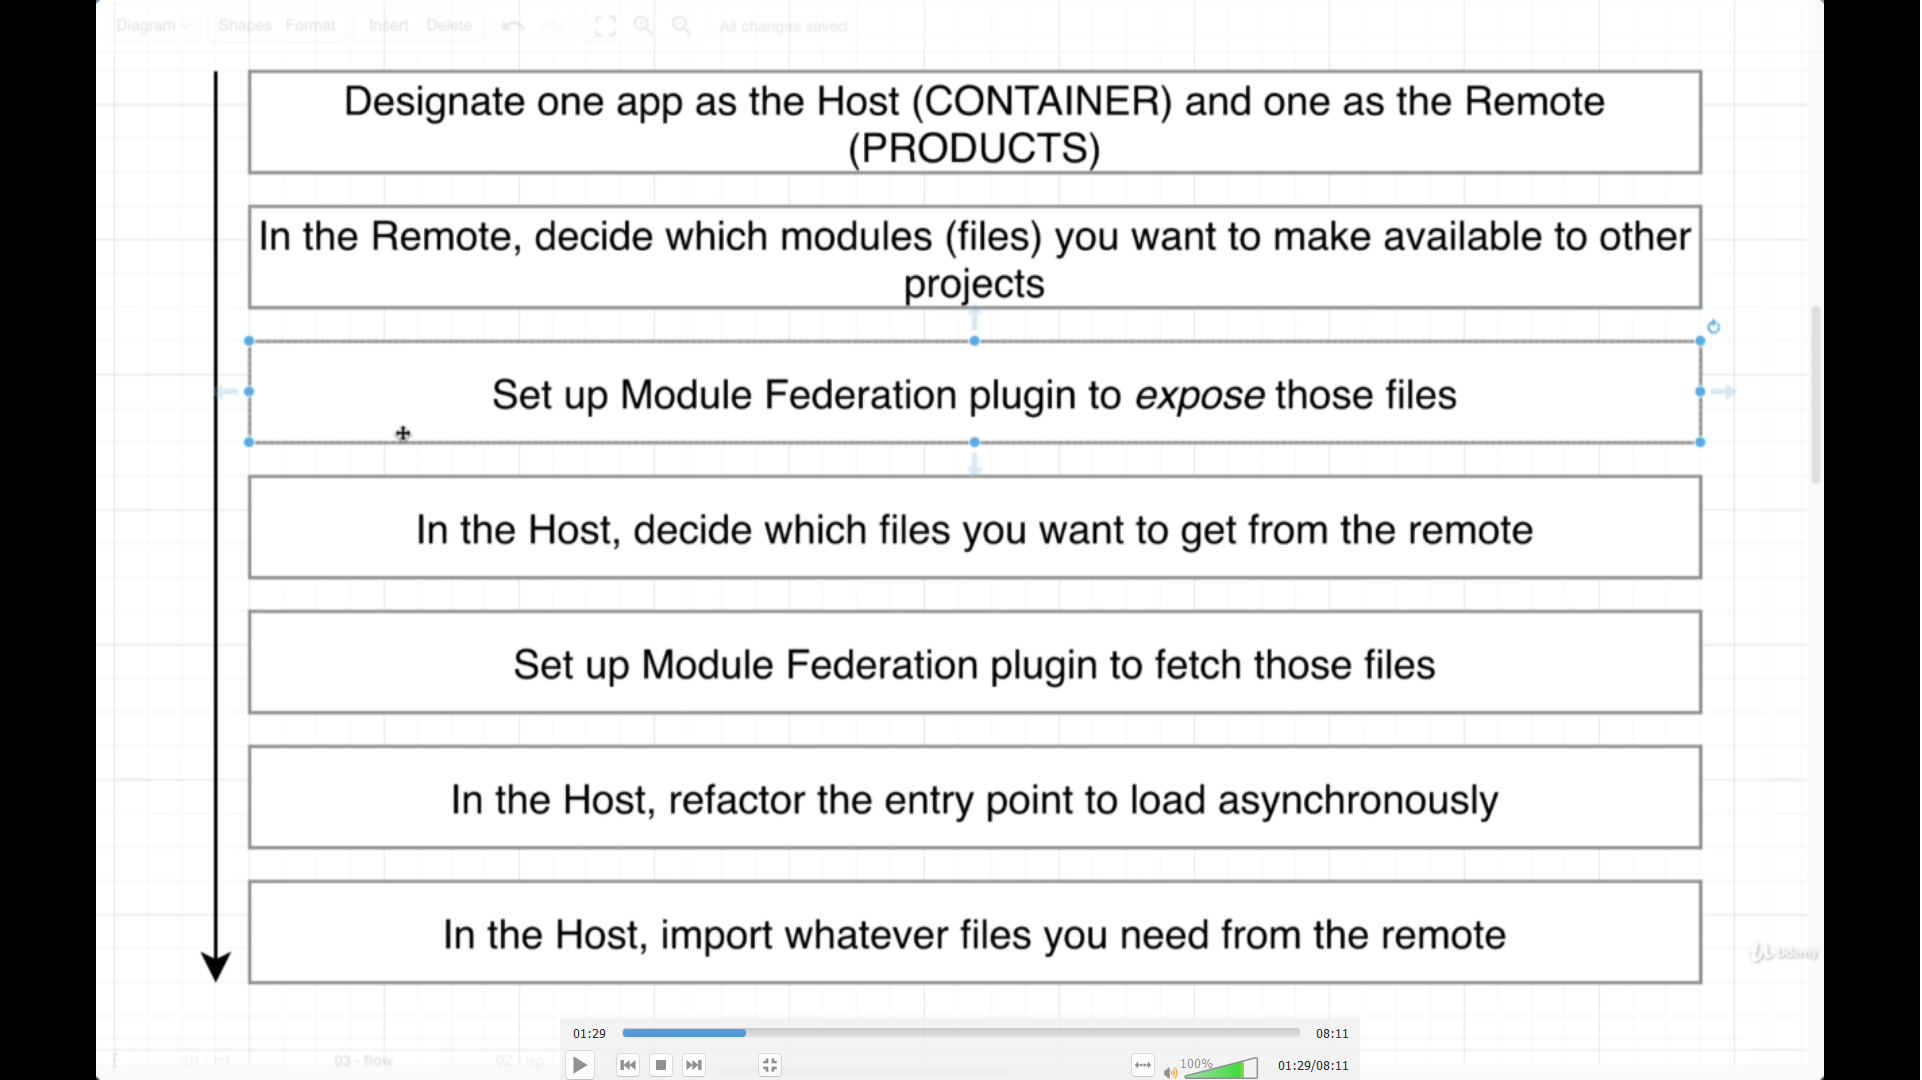 Diagram Shapes Format Insert Delete All changes saved
Designate one app as the Host (CONTAINER) and one as the Remote
(PRODUCTS)
In the Remote, decide which modules (files) you want to make available to other
projects
Set up Module Federation plugin to expose those files
In the Host, decide which files you want to get from the remote
Set up Module Federation plugin to fetch those files
In the Host, refactor the entry point to load asynchronously
In the Host, import whatever files you need from the remote
Udemy
01:29 08:11
01 - mf 03 - flow 02 - wp
100% 01:29/08:11